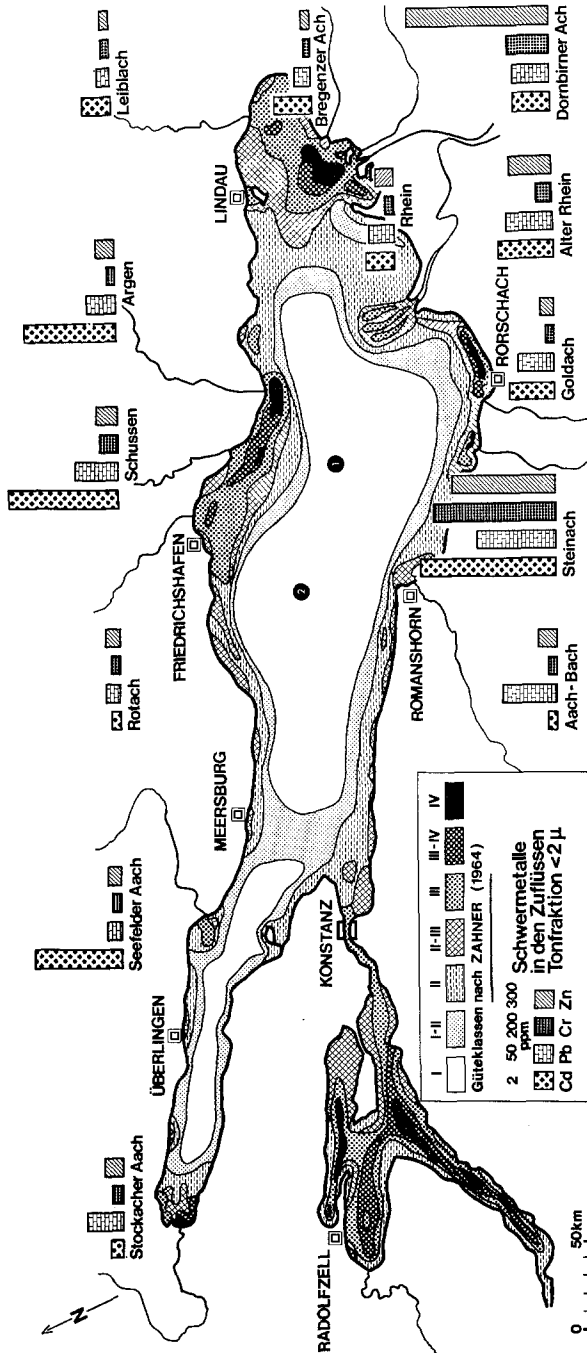 Stockacher Aach
Seefelder Aach
Rotach
Schussen
Argen
Leiblach
Bregenzer Ach
ÜBERLINGEN
MEERSBURG
FRIEDRICHSHAFEN
LINDAU
N
2
1
Rhein
RADOLFZELL
KONSTANZ
ROMANSHORN
RORSCHACH
Aach-Bach
Steinach
Goldach
Alter Rhein
Dornbirner Ach
I I-II II II-III III III-IV IV
Güteklassen nach ZAHNER (1964)
2 50 200 300
ppm
Schwermetalle
in den Zuflüssen
Tonfraktion <2 µ
Cd Pb Cr Zn
0 50km